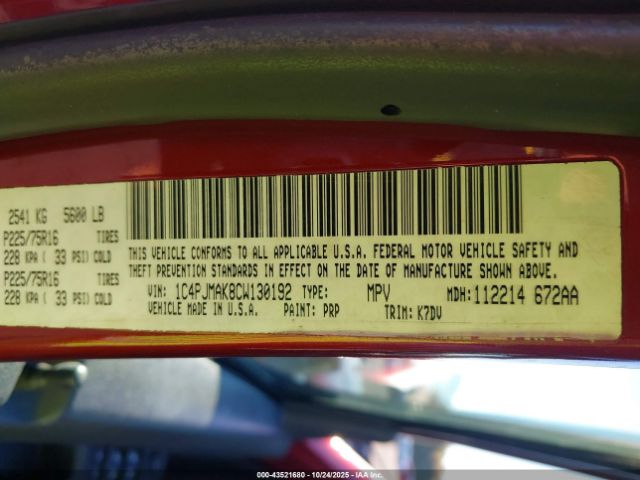 2541 KG 5600 LB
P225/75R16 TIRES
228 KPA ( 33 PSI) COLD
P225/75R16 TIRES
228 KPA ( 33 PSI) COLD
THIS VEHICLE CONFORMS TO ALL APPLICABLE U.S.A. FEDERAL MOTOR VEHICLE SAFETY AND
THEFT PREVENTION STANDARDS IN EFFECT ON THE DATE OF MANUFACTURE SHOWN ABOVE.
VIN: 1C4PJMAK8CW130192 TYPE: MPV MDH: 112214 672AA
VEHICLE MADE IN U.S.A. PAINT: PRP TRIM: K7DV
00-43521680 - 10/24/2025 - Copyright 2025 IAA, Inc.